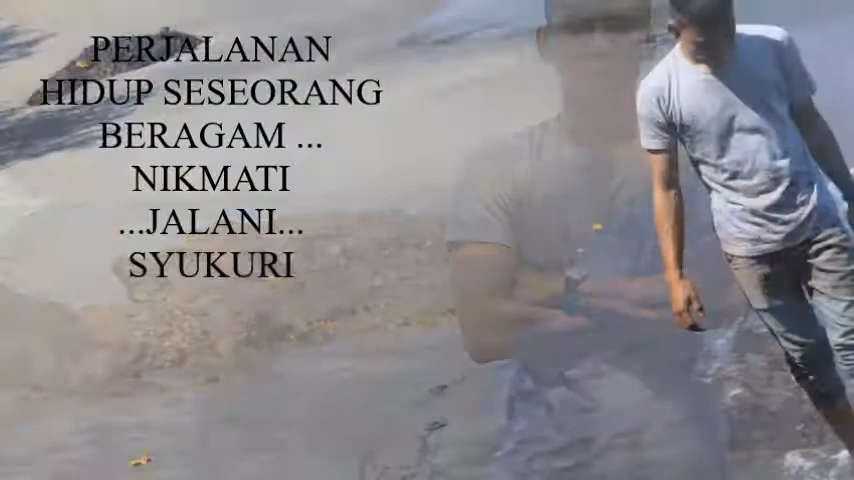 PERJALANAN
HIDUP SESEORANG
BERAGAM ...
NIKMATI
...JALANI...
SYUKURI